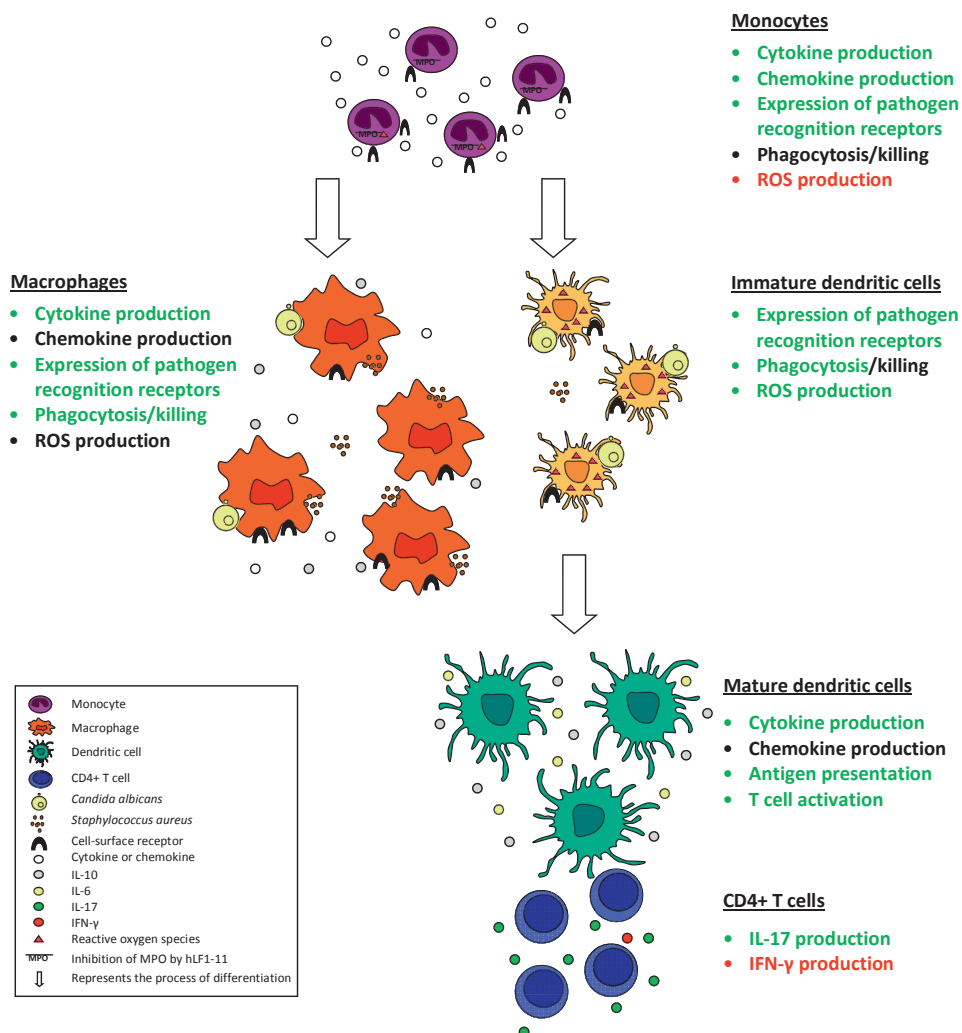 Monocytes
• Cytokine production
• Chemokine production
• Expression of pathogen
recognition receptors
• Phagocytosis/killing
• ROS production
MPO
MPO
MPO
MPO
Macrophages
• Cytokine production
• Chemokine production
• Expression of pathogen
recognition receptors
• Phagocytosis/killing
• ROS production
Immature dendritic cells
• Expression of pathogen
recognition receptors
• Phagocytosis/killing
• ROS production
Mature dendritic cells
• Cytokine production
• Chemokine production
• Antigen presentation
• T cell activation
CD4+ T cells
• IL-17 production
• IFN-γ production
Monocyte
Macrophage
Dendritic cell
CD4+ T cell
Candida albicans
Staphylococcus aureus
Cell-surface receptor
Cytokine or chemokine
IL-10
IL-6
IL-17
IFN-γ
Reactive oxygen species
MPO Inhibition of MPO by hLF1-11
Represents the process of differentiation